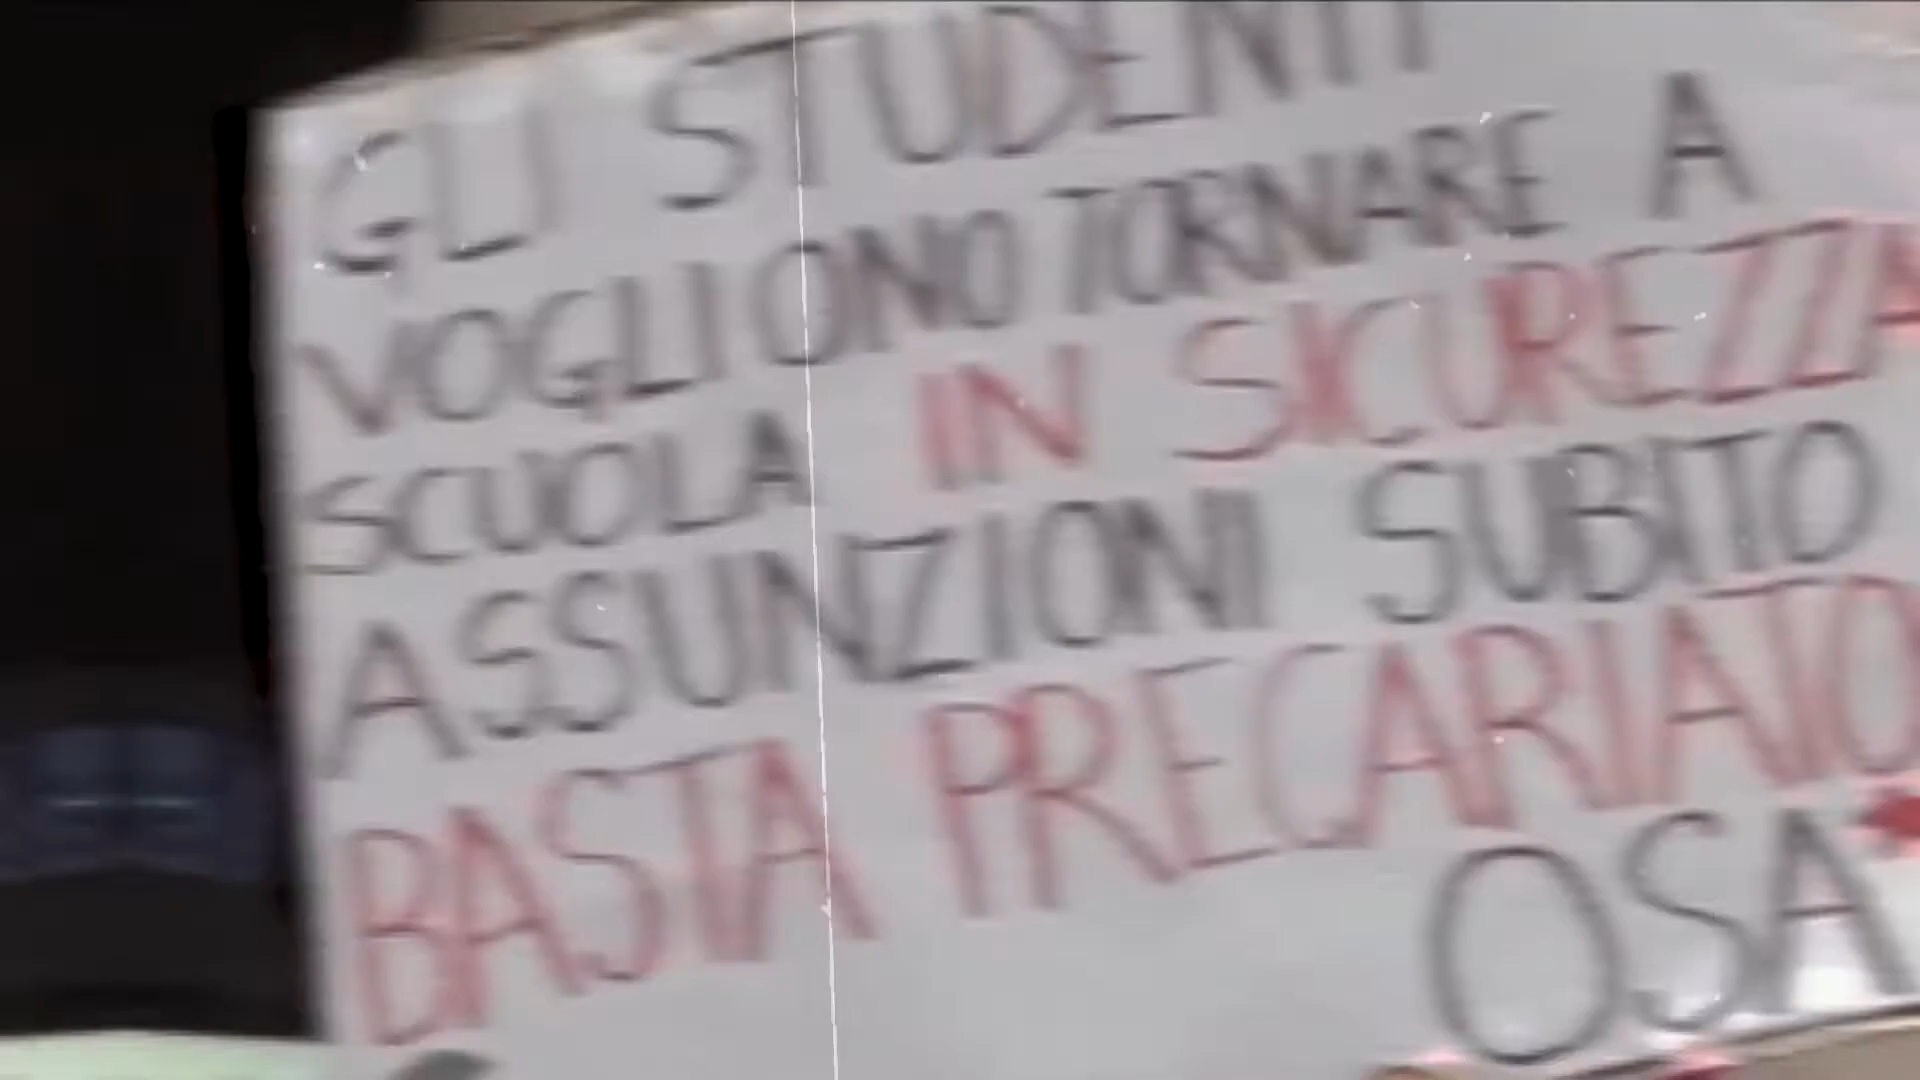 GLI STUDENTI
VOGLIONO TORNARE A
SCUOLA IN SICUREZZA
ASSUNZIONI SUBITO
BASTA PRECARIATO
OSA